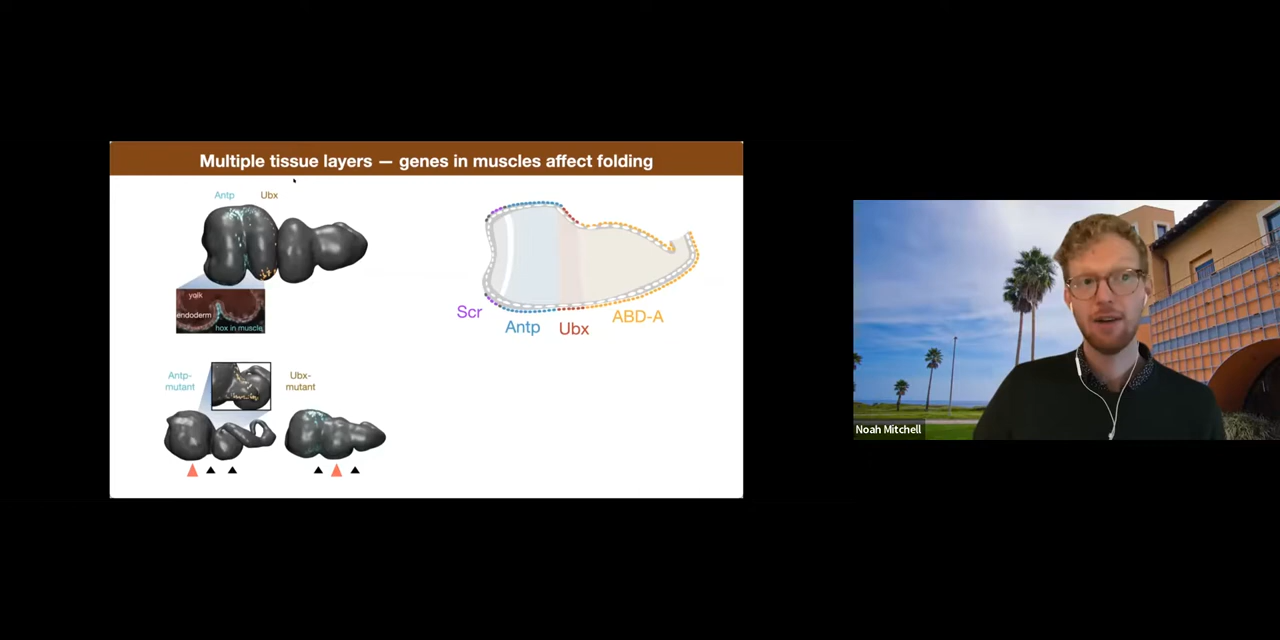 Multiple tissue layers — genes in muscles affect folding
Antp
Ubx
yolk
endoderm
hox in muscle
Scr
Antp
Ubx
ABD-A
Antp-
mutant
Ubx-
mutant
Noah Mitchell